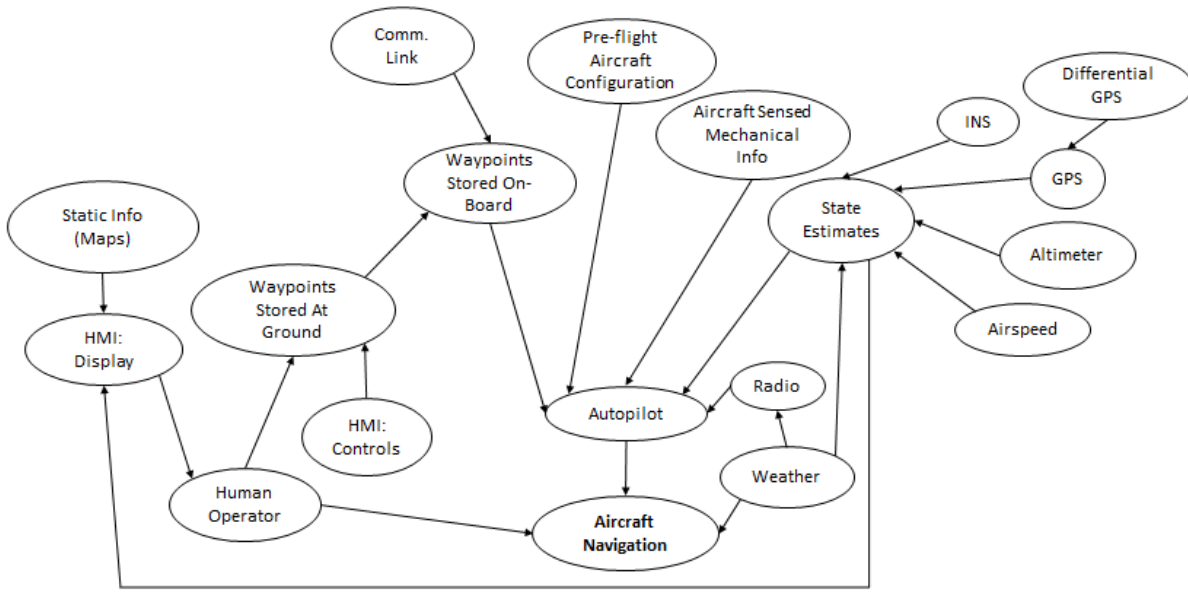 Comm.
Link
Pre-flight
Aircraft
Configuration
Differential
GPS
Aircraft Sensed
Mechanical
Info
INS
Waypoints
Stored On-
Board
GPS
Static Info
(Maps)
State
Estimates
Altimeter
Waypoints
Stored At
Ground
HMI:
Display
Airspeed
Radio
Autopilot
HMI:
Controls
Weather
Human
Operator
Aircraft
Navigation